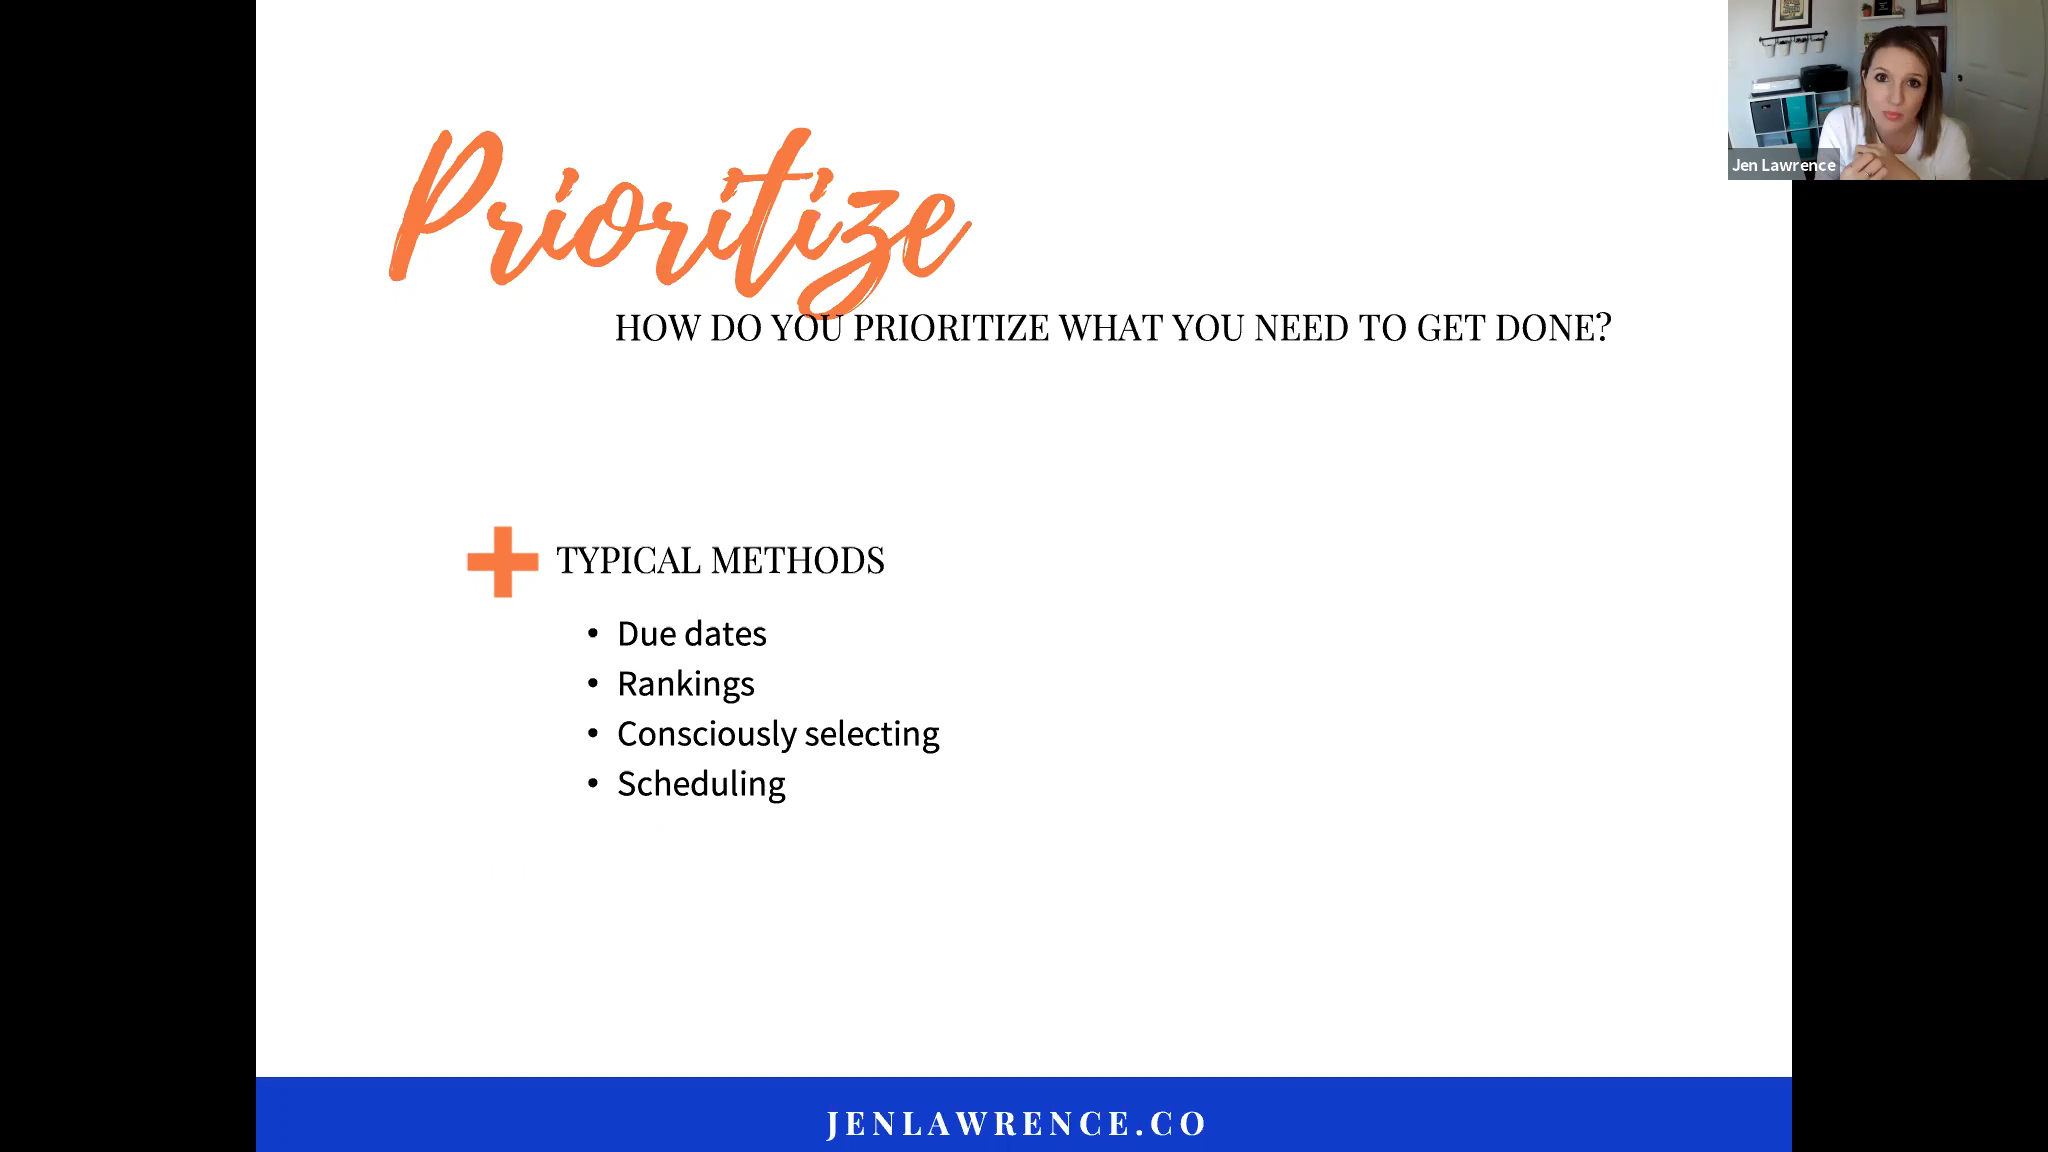 Prioritize
HOW DO YOU PRIORITIZE WHAT YOU NEED TO GET DONE?
Jen Lawrence
TYPICAL METHODS
• Due dates
• Rankings
• Consciously selecting
• Scheduling
JENLAWRENCE.CO